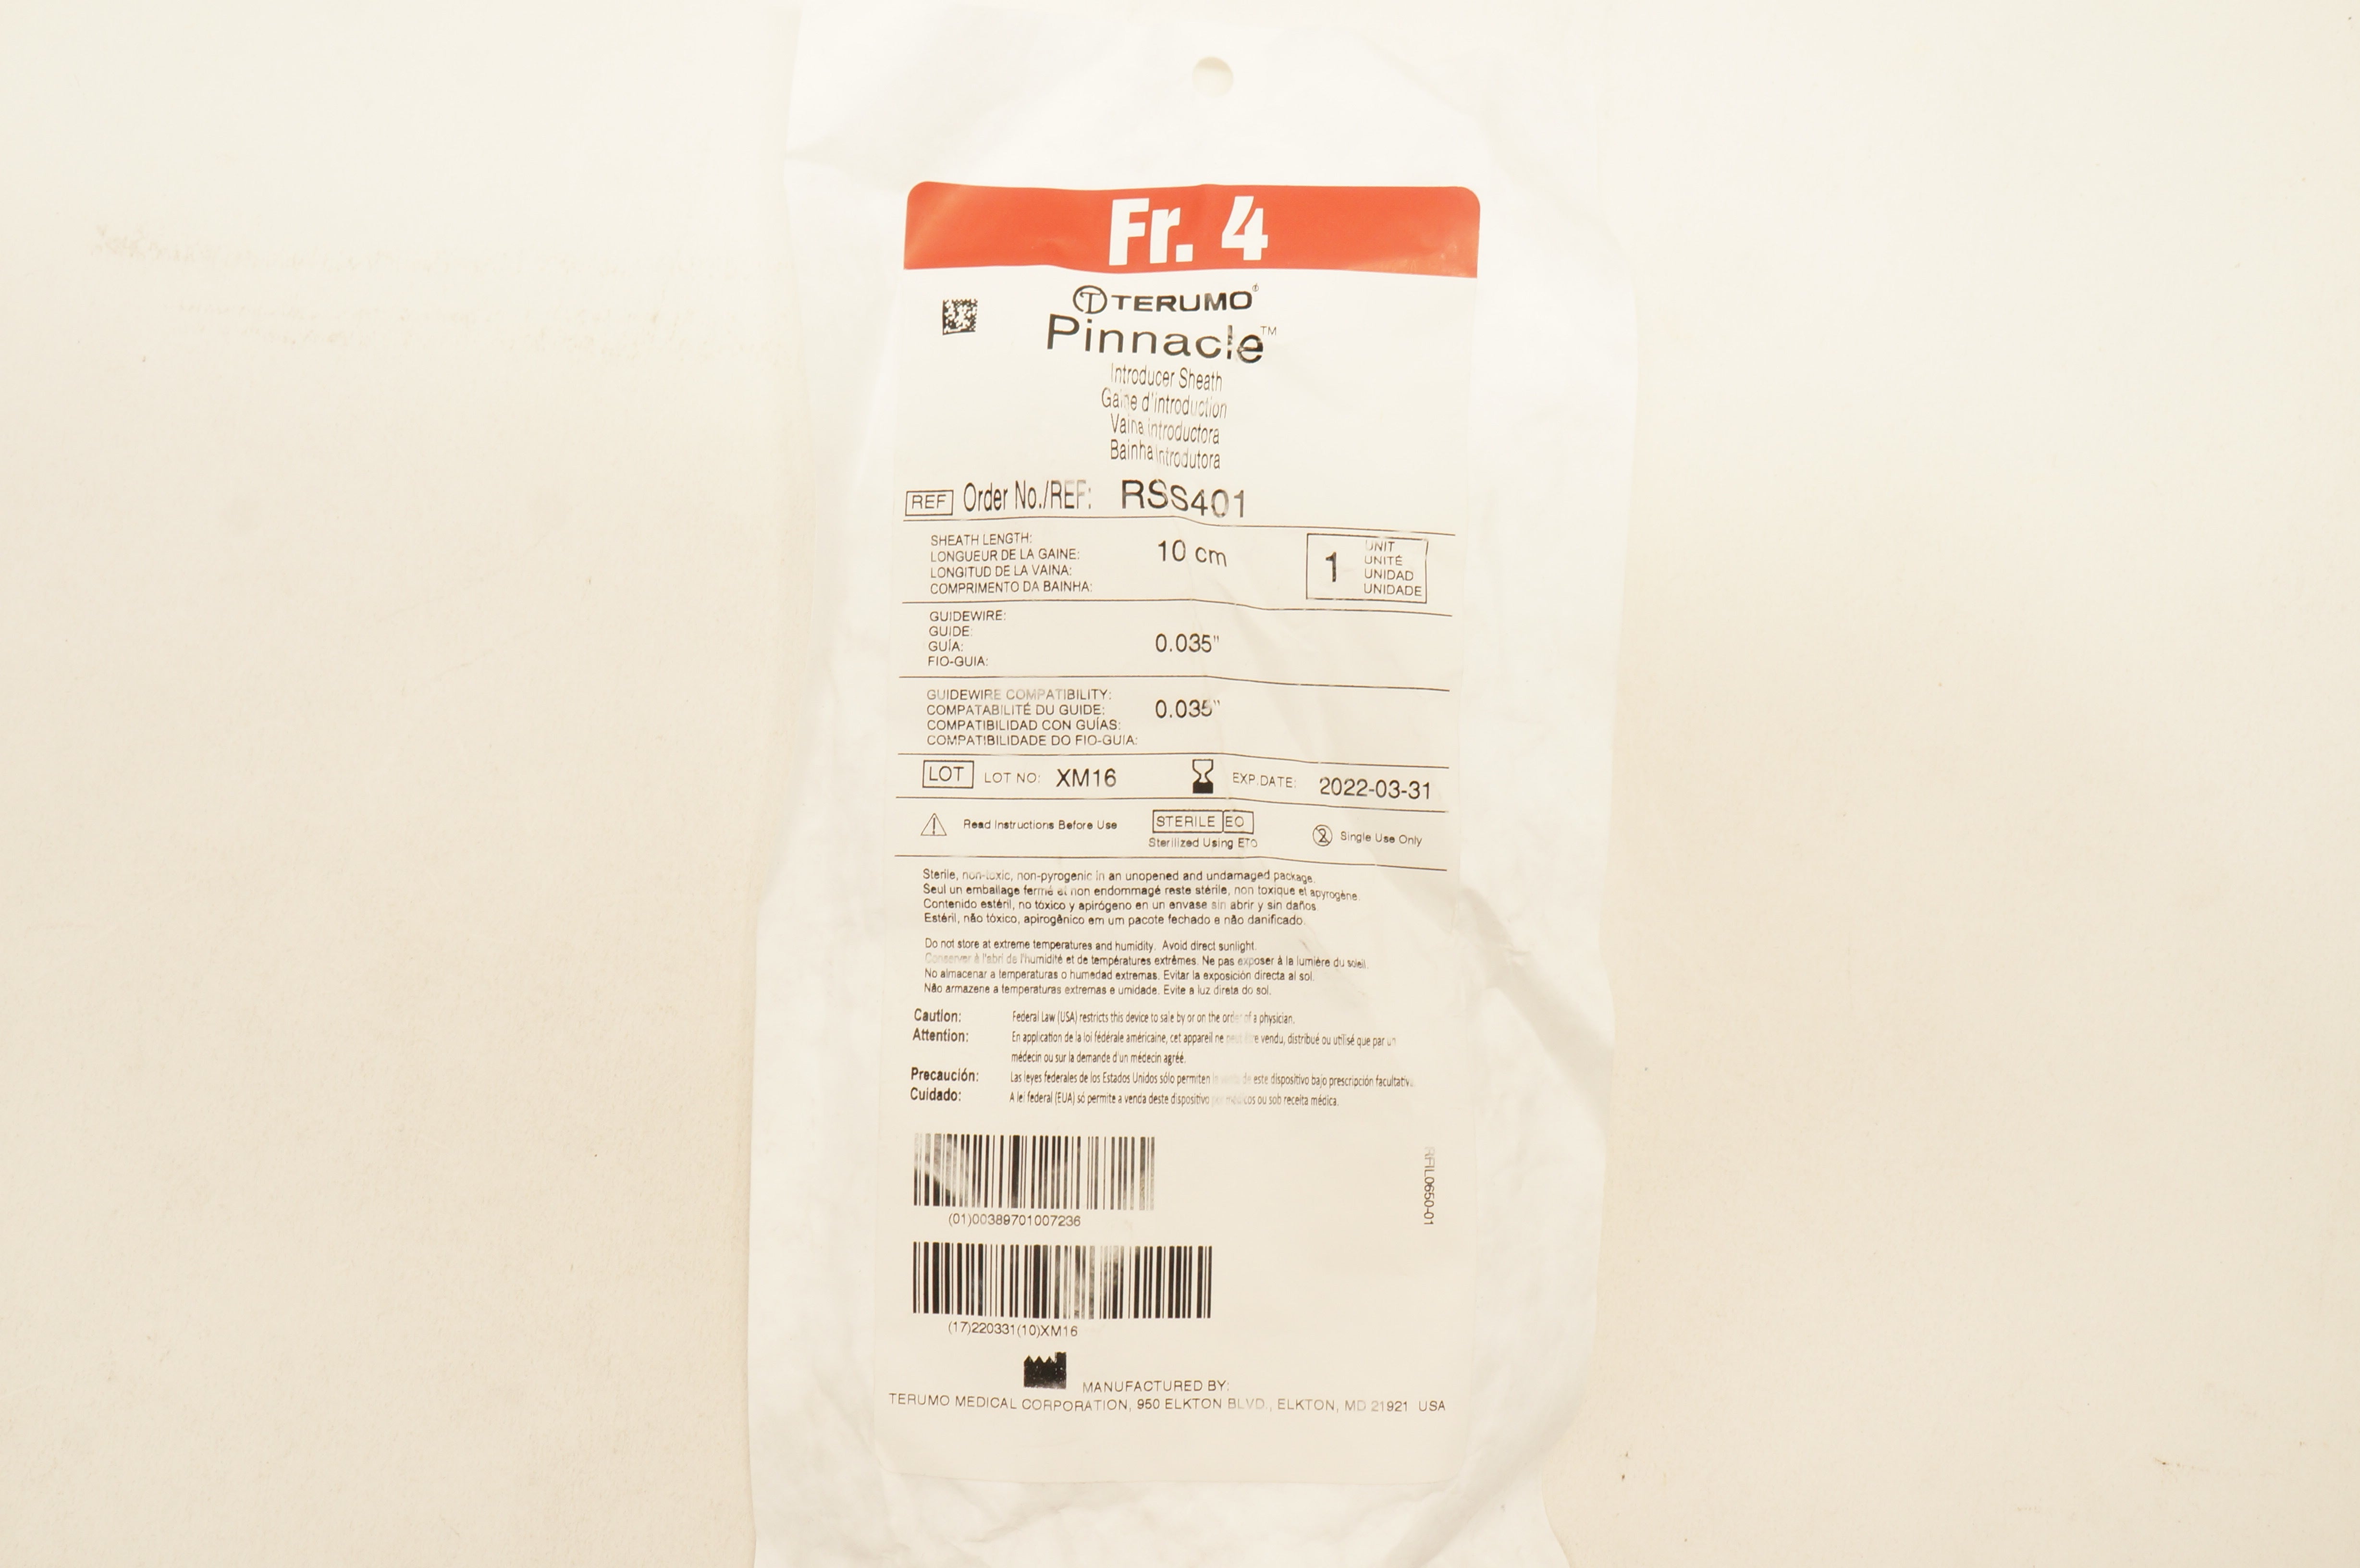 Fr. 4
TERUMO®
Pinnacle™
Introducer Sheath
Gaine d'introduction
Vaina introductora
Bainha introdutora
REF Order No./REF: RSS401
SHEATH LENGTH:
LONGUEUR DE LA GAINE:
LONGITUD DE LA VAINA:
COMPRIMENTO DA BAINHA:
10 cm
1
UNIT
UNITÉ
UNIDAD
UNIDADE
GUIDEWIRE:
GUIDE:
GUÍA:
FIO-GUIA:
0.035"
GUIDEWIRE COMPATIBILITY:
COMPATABILITÉ DU GUIDE:
COMPATIBILIDAD CON GUÍAS:
COMPATIBILIDADE DO FIO-GUIA:
0.035"
LOT LOT NO: XM16 EXP.DATE: 2022-03-31
Read Instructions Before Use
STERILE EO
Sterilized Using ETO
2 Single Use Only
Sterile, non-toxic, non-pyrogenic in an unopened and undamaged package.
Seul un emballage fermé et non endommagé reste stérile, non toxique et apyrogène.
Contenido estéril, no tóxico y apirógeno en un envase sin abrir y sin daños
Estéril, não tóxico, apirogênico em um pacote fechado e não danificado.
Do not store at extreme temperatures and humidity. Avoid direct sunlight.
Conserver à l'abri de l'humidité et de températures extrêmes. Ne pas exposer à la lumière du soleil.
No almacenar a temperaturas o humedad extremas. Evitar la exposición directa al sol.
Não armazene a temperaturas extremas e umidade. Evite a luz direta do sol.
Caution: Federal Law (USA) restricts this device to sale by or on the order of a physician.
Attention: En application de la loi fédérale américaine, cet appareil ne peut être vendu, distribué ou utilisé que par un
médecin ou sur la demande d'un médecin agréé.
Precaución: Las leyes federales de los Estados Unidos sólo permiten la venta de este dispositivo bajo prescripción
Cuidado: A lei federal (EUA) só permite a venda deste dispositivo por médicos ou sob receita médica.
(01)00389701007236
RFIL0650-01
(17)220331(10)XM16
MANUFACTURED BY:
TERUMO MEDICAL CORPORATION, 950 ELKTON BLVD., ELKTON, MD 21921 USA